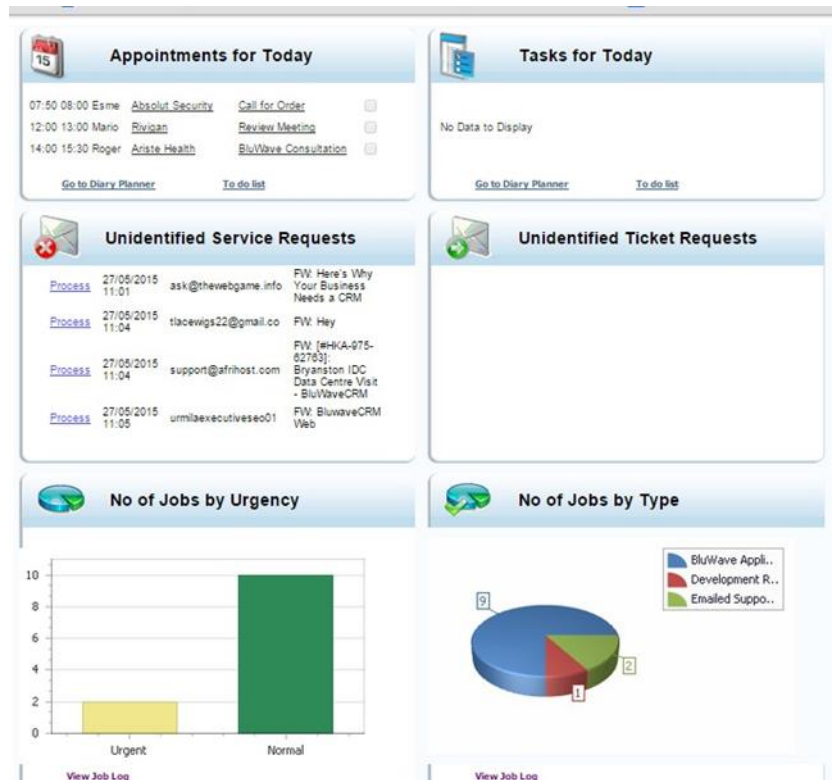 15
Appointments for Today
07:50 08:00 Esme Absolut Security Call for Order
12:00 13:00 Mario Rivigan Review Meeting
14:00 15:30 Roger Ariste Health BluWave Consultation
Go to Diary Planner To do list
Tasks for Today
No Data to Display
Go to Diary Planner To do list
Unidentified Service Requests
Process 27/05/2015 11:01 ask@thewebgame.info FW: Here's Why
Your Business
Needs a CRM
Process 27/05/2015 11:04 tlacewigs22@gmail.co FW: Hey
Process 27/05/2015 11:04 support@afrihost.com FW: [#HKA-975-
62763]:
Bryanston IDC
Data Centre Visit
- BluWaveCRM
Process 27/05/2015 11:05 urmilaexecutiveseo01 FW: BluwaveCRM
Web
Unidentified Ticket Requests
No of Jobs by Urgency
10
8
6
4
2
0
Urgent Normal
View Job Log
No of Jobs by Type
BluWave Appli..
Development R..
Emailed Suppo..
9
2
1
View Job Log